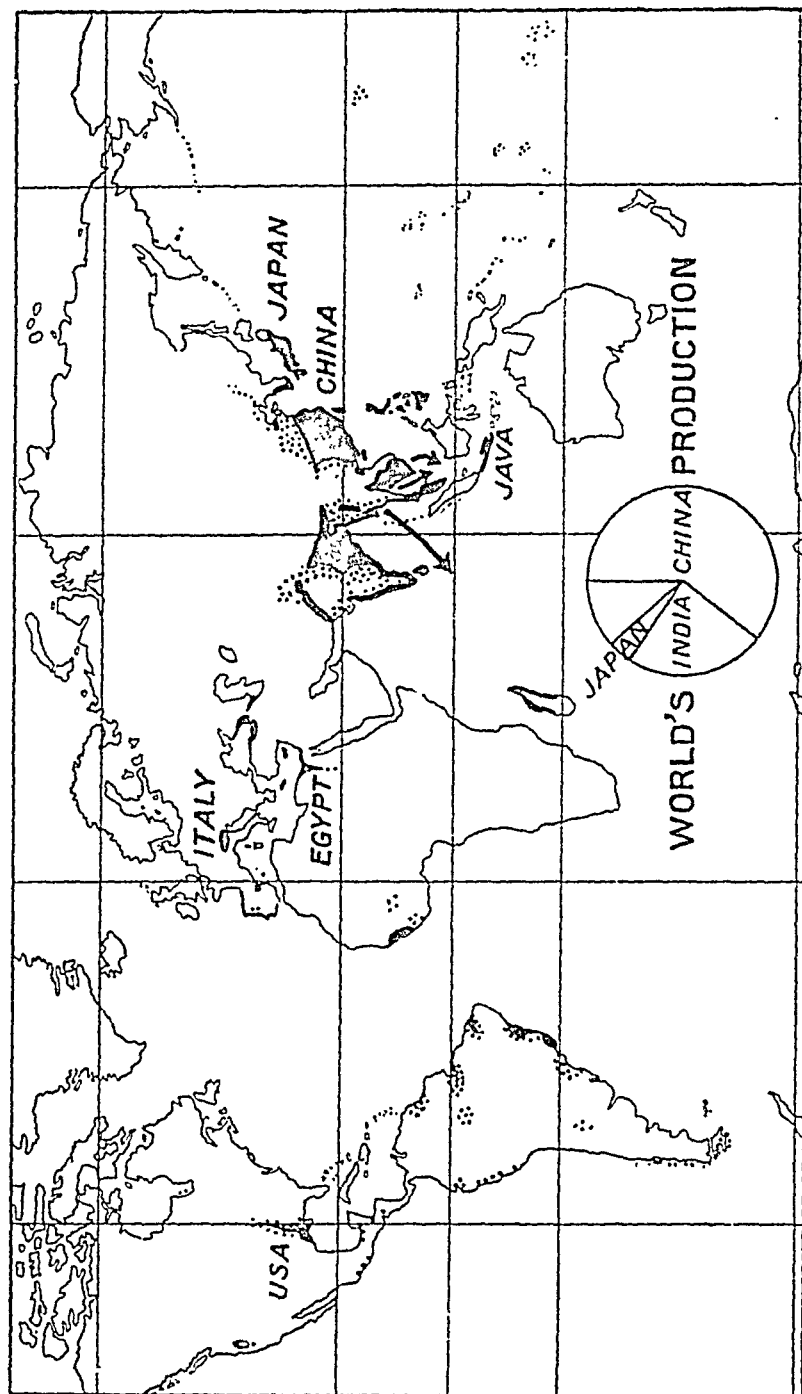 USA
ITALY
EGYPT
JAPAN
CHINA
JAVA
JAPAN
WORLD'S INDIA CHINA PRODUCTION